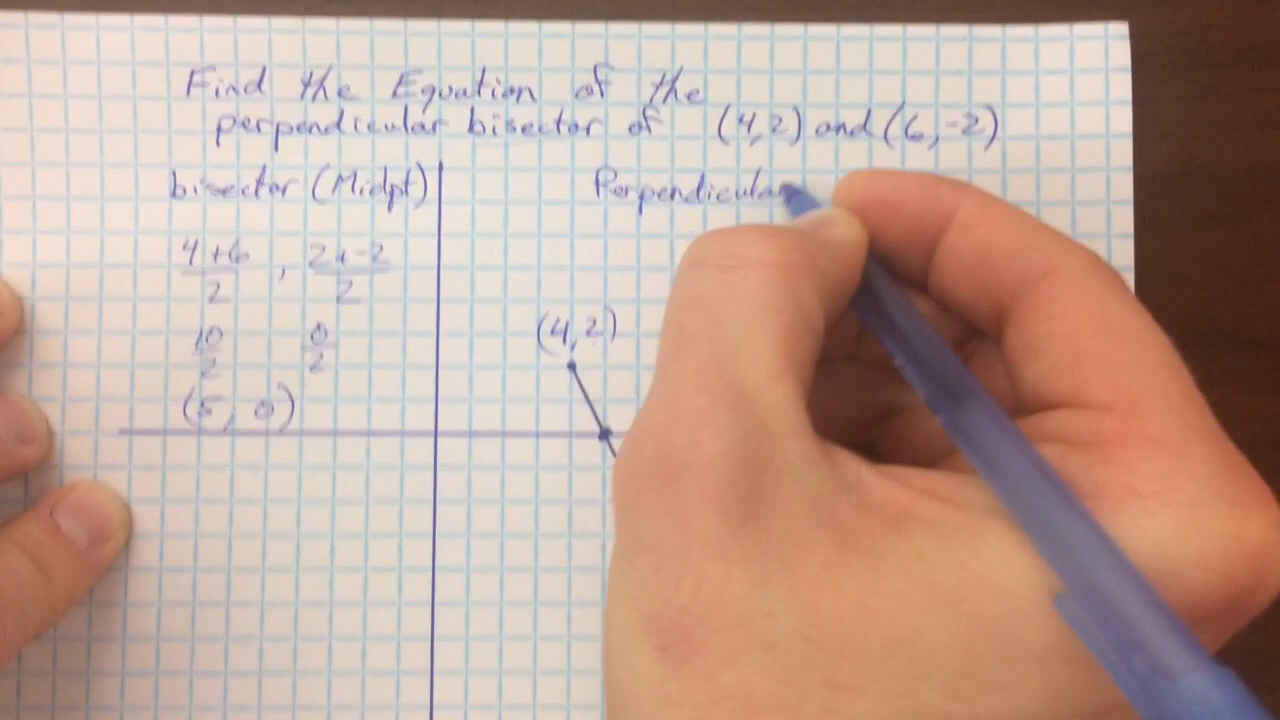 Find the Equation of the
perpendicular bisector of (4,2) and (6,-2)
bisector (Midpt)
Perpendicular
4+6/2 , 2+-2/2
10/2 0/2
(5, 0)
(4,2)